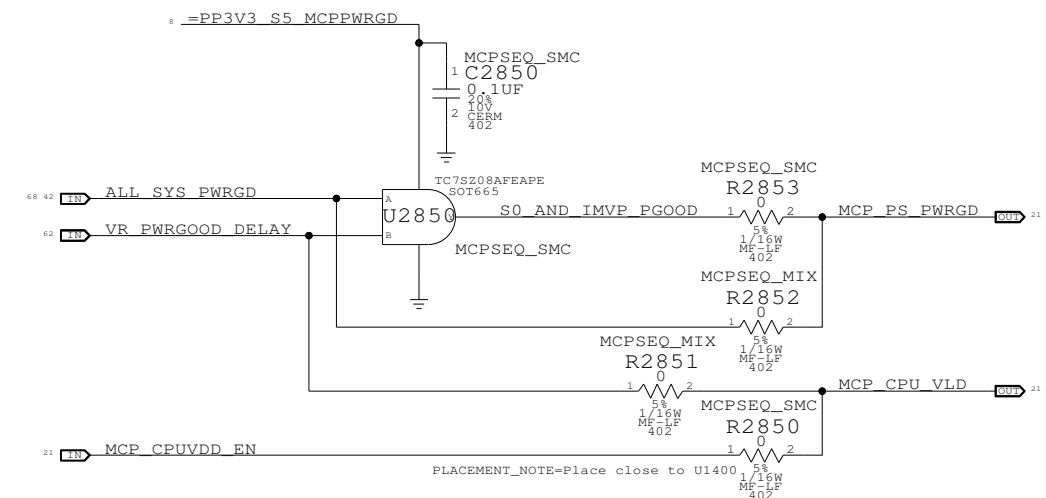 8 =PP3V3_S5_MCPPWRGD
MCPSEQ_SMC
1 C2850
0.1UF
20%
10V
2 CERM
402
TC7SZ08AFEAPE
SOT665
68 42 IN ALL_SYS_PWRGD
A
U2850
Y
S0_AND_IMVP_PGOOD
MCPSEQ_SMC
R2853
0
1 2
5%
1/16W
MF-LF
402
MCP_PS_PWRGD OUT 21
62 IN VR_PWRGOOD_DELAY
B
MCPSEQ_SMC
MCPSEQ_MIX
R2852
0
1 2
5%
1/16W
MF-LF
402
MCPSEQ_MIX
R2851
0
1 2
5%
1/16W
MF-LF
402
MCP_CPU_VLD OUT 21
MCPSEQ_SMC
R2850
0
1 2
5%
1/16W
MF-LF
402
21 IN MCP_CPUVDD_EN
PLACEMENT_NOTE=Place close to U1400